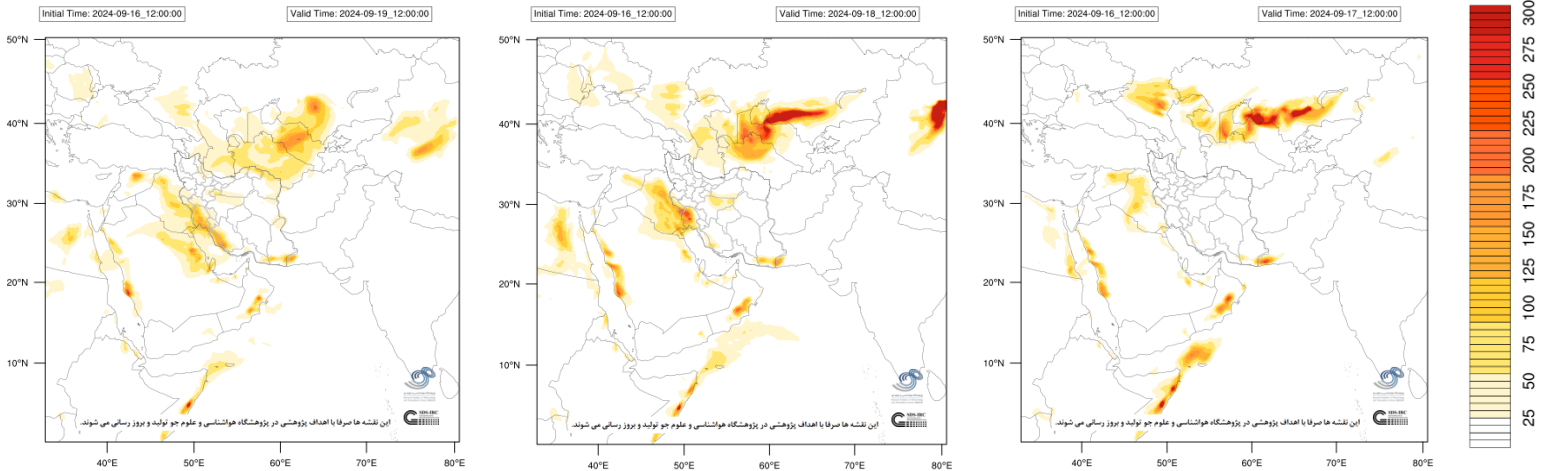 Initial Time: 2024-09-16_12:00:00 Valid Time: 2024-09-19_12:00:00
50°N
40°N
30°N
20°N
10°N
SDS-IRC
این نقشه ها صرفا با اهداف پژوهشی در پژوهشگاه هواشناسی و علوم جو تولید و بروز رسانی می شوند.
40°E 50°E 60°E 70°E 80°E
Initial Time: 2024-09-16_12:00:00 Valid Time: 2024-09-18_12:00:00
50°N
40°N
30°N
20°N
10°N
SDS-IRC
این نقشه ها صرفا با اهداف پژوهشی در پژوهشگاه هواشناسی و علوم جو تولید و بروز رسانی می شوند.
40°E 50°E 60°E 70°E 80°E
Initial Time: 2024-09-16_12:00:00 Valid Time: 2024-09-17_12:00:00
50°N
40°N
30°N
20°N
10°N
SDS-IRC
این نقشه ها صرفا با اهداف پژوهشی در پژوهشگاه هواشناسی و علوم جو تولید و بروز رسانی می شوند.
40°E 50°E 60°E 70°E 80°E
300
275
250
225
200
175
150
125
100
75
50
25